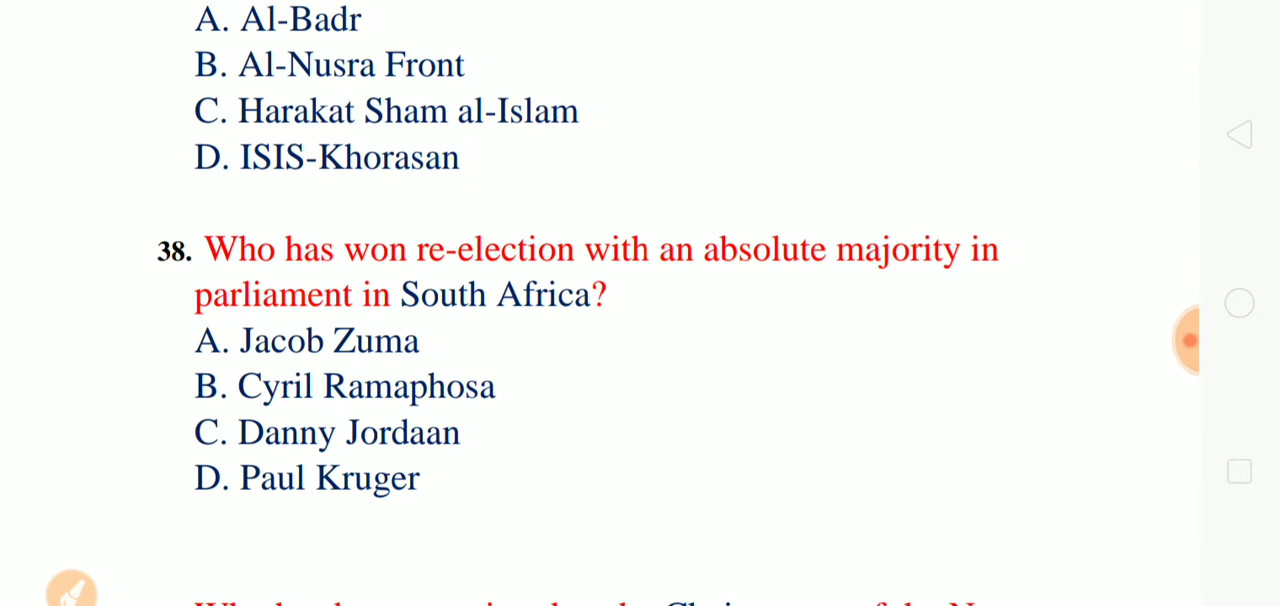 A. Al-Badr
B. Al-Nusra Front
C. Harakat Sham al-Islam
D. ISIS-Khorasan
38. Who has won re-election with an absolute majority in
parliament in South Africa?
A. Jacob Zuma
B. Cyril Ramaphosa
C. Danny Jordaan
D. Paul Kruger